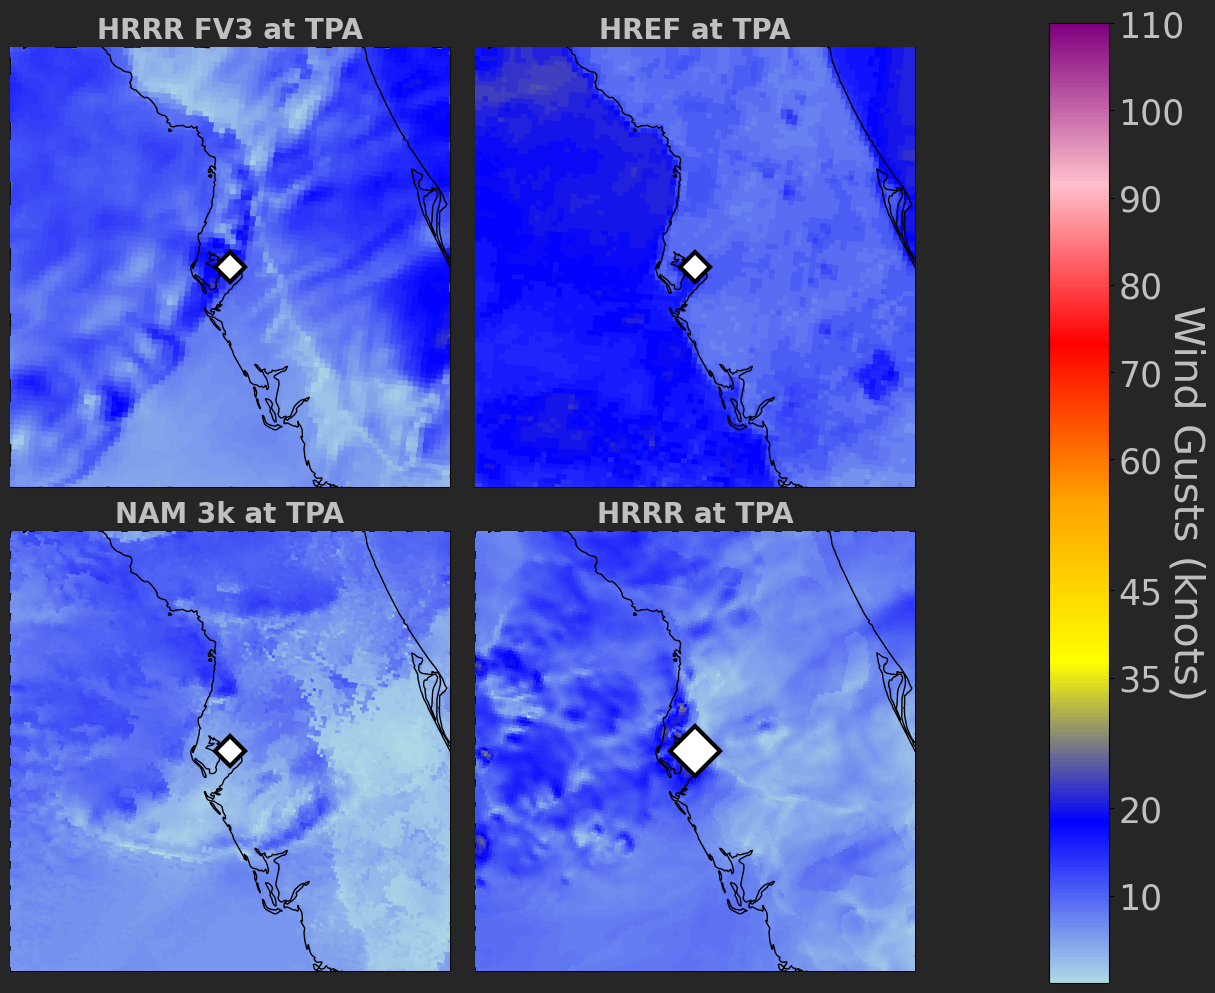 HRRR FV3 at TPA
HREF at TPA
NAM 3k at TPA
HRRR at TPA
110
100
90
80
70
60
45
35
20
10
Wind Gusts (knots)